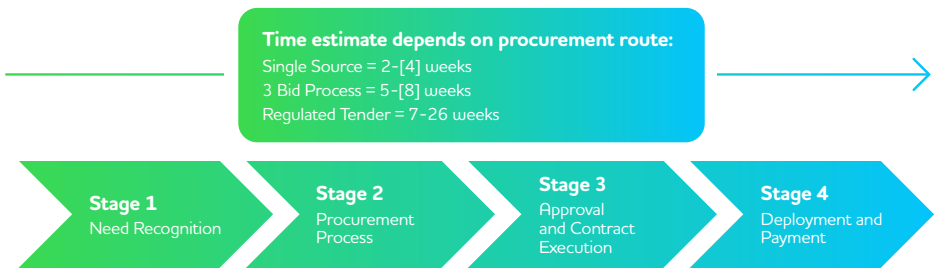 Time estimate depends on procurement route:
Single Source = 2-[4] weeks
3 Bid Process = 5-[8] weeks
Regulated Tender = 7-26 weeks
Stage 1
Need Recognition
Stage 2
Procurement
Process
Stage 3
Approval
and Contract
Execution
Stage 4
Deployment and
Payment